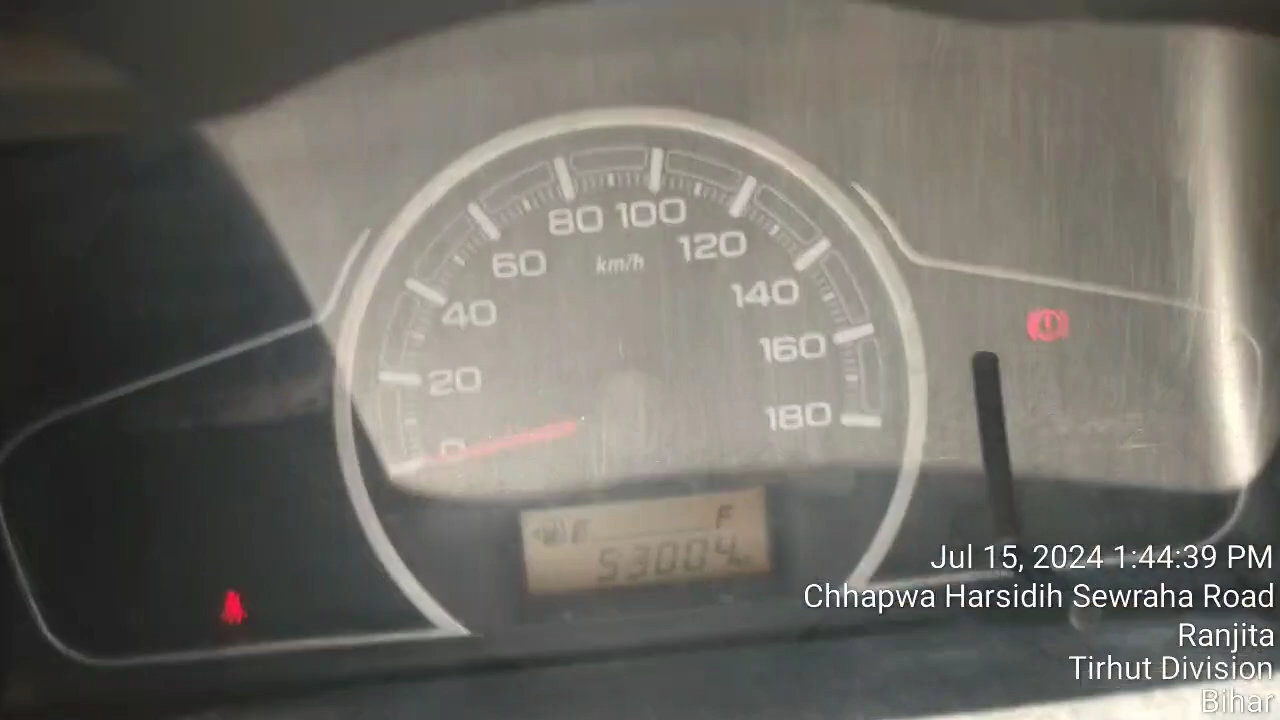 80 100
60 km/h 120
40 140
20 160
0 180
E F
53004
Jul 15, 2024 1:44:39 PM
Chhapwa Harsidih Sewraha Road
Ranjita
Tirhut Division
Bihar